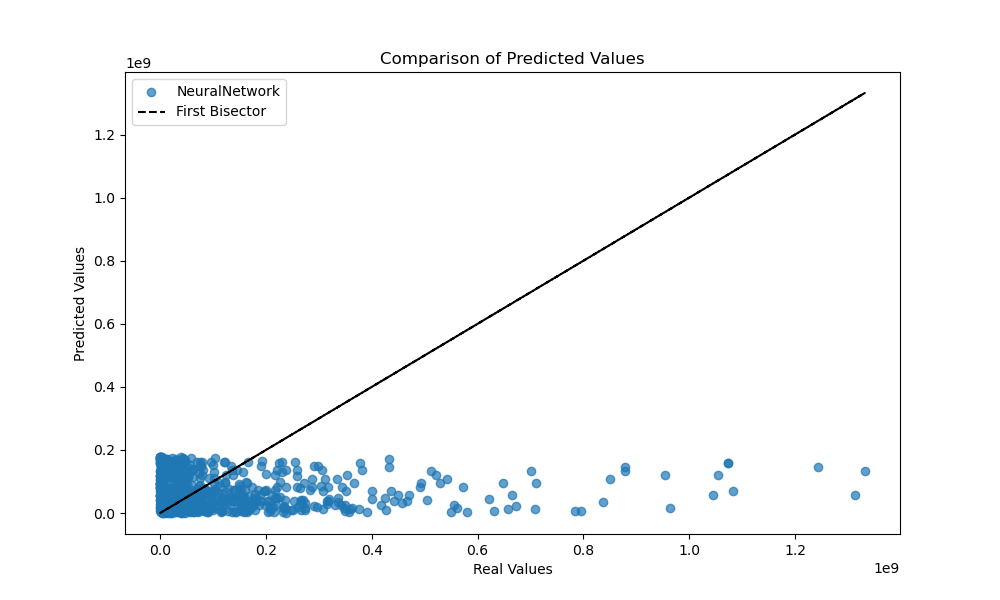 Comparison of Predicted Values
1e9
NeuralNetwork
First Bisector
1.2
1.0
0.8
0.6
0.4
0.2
0.0
Predicted Values
0.0 0.2 0.4 0.6 0.8 1.0 1.2
1e9
Real Values